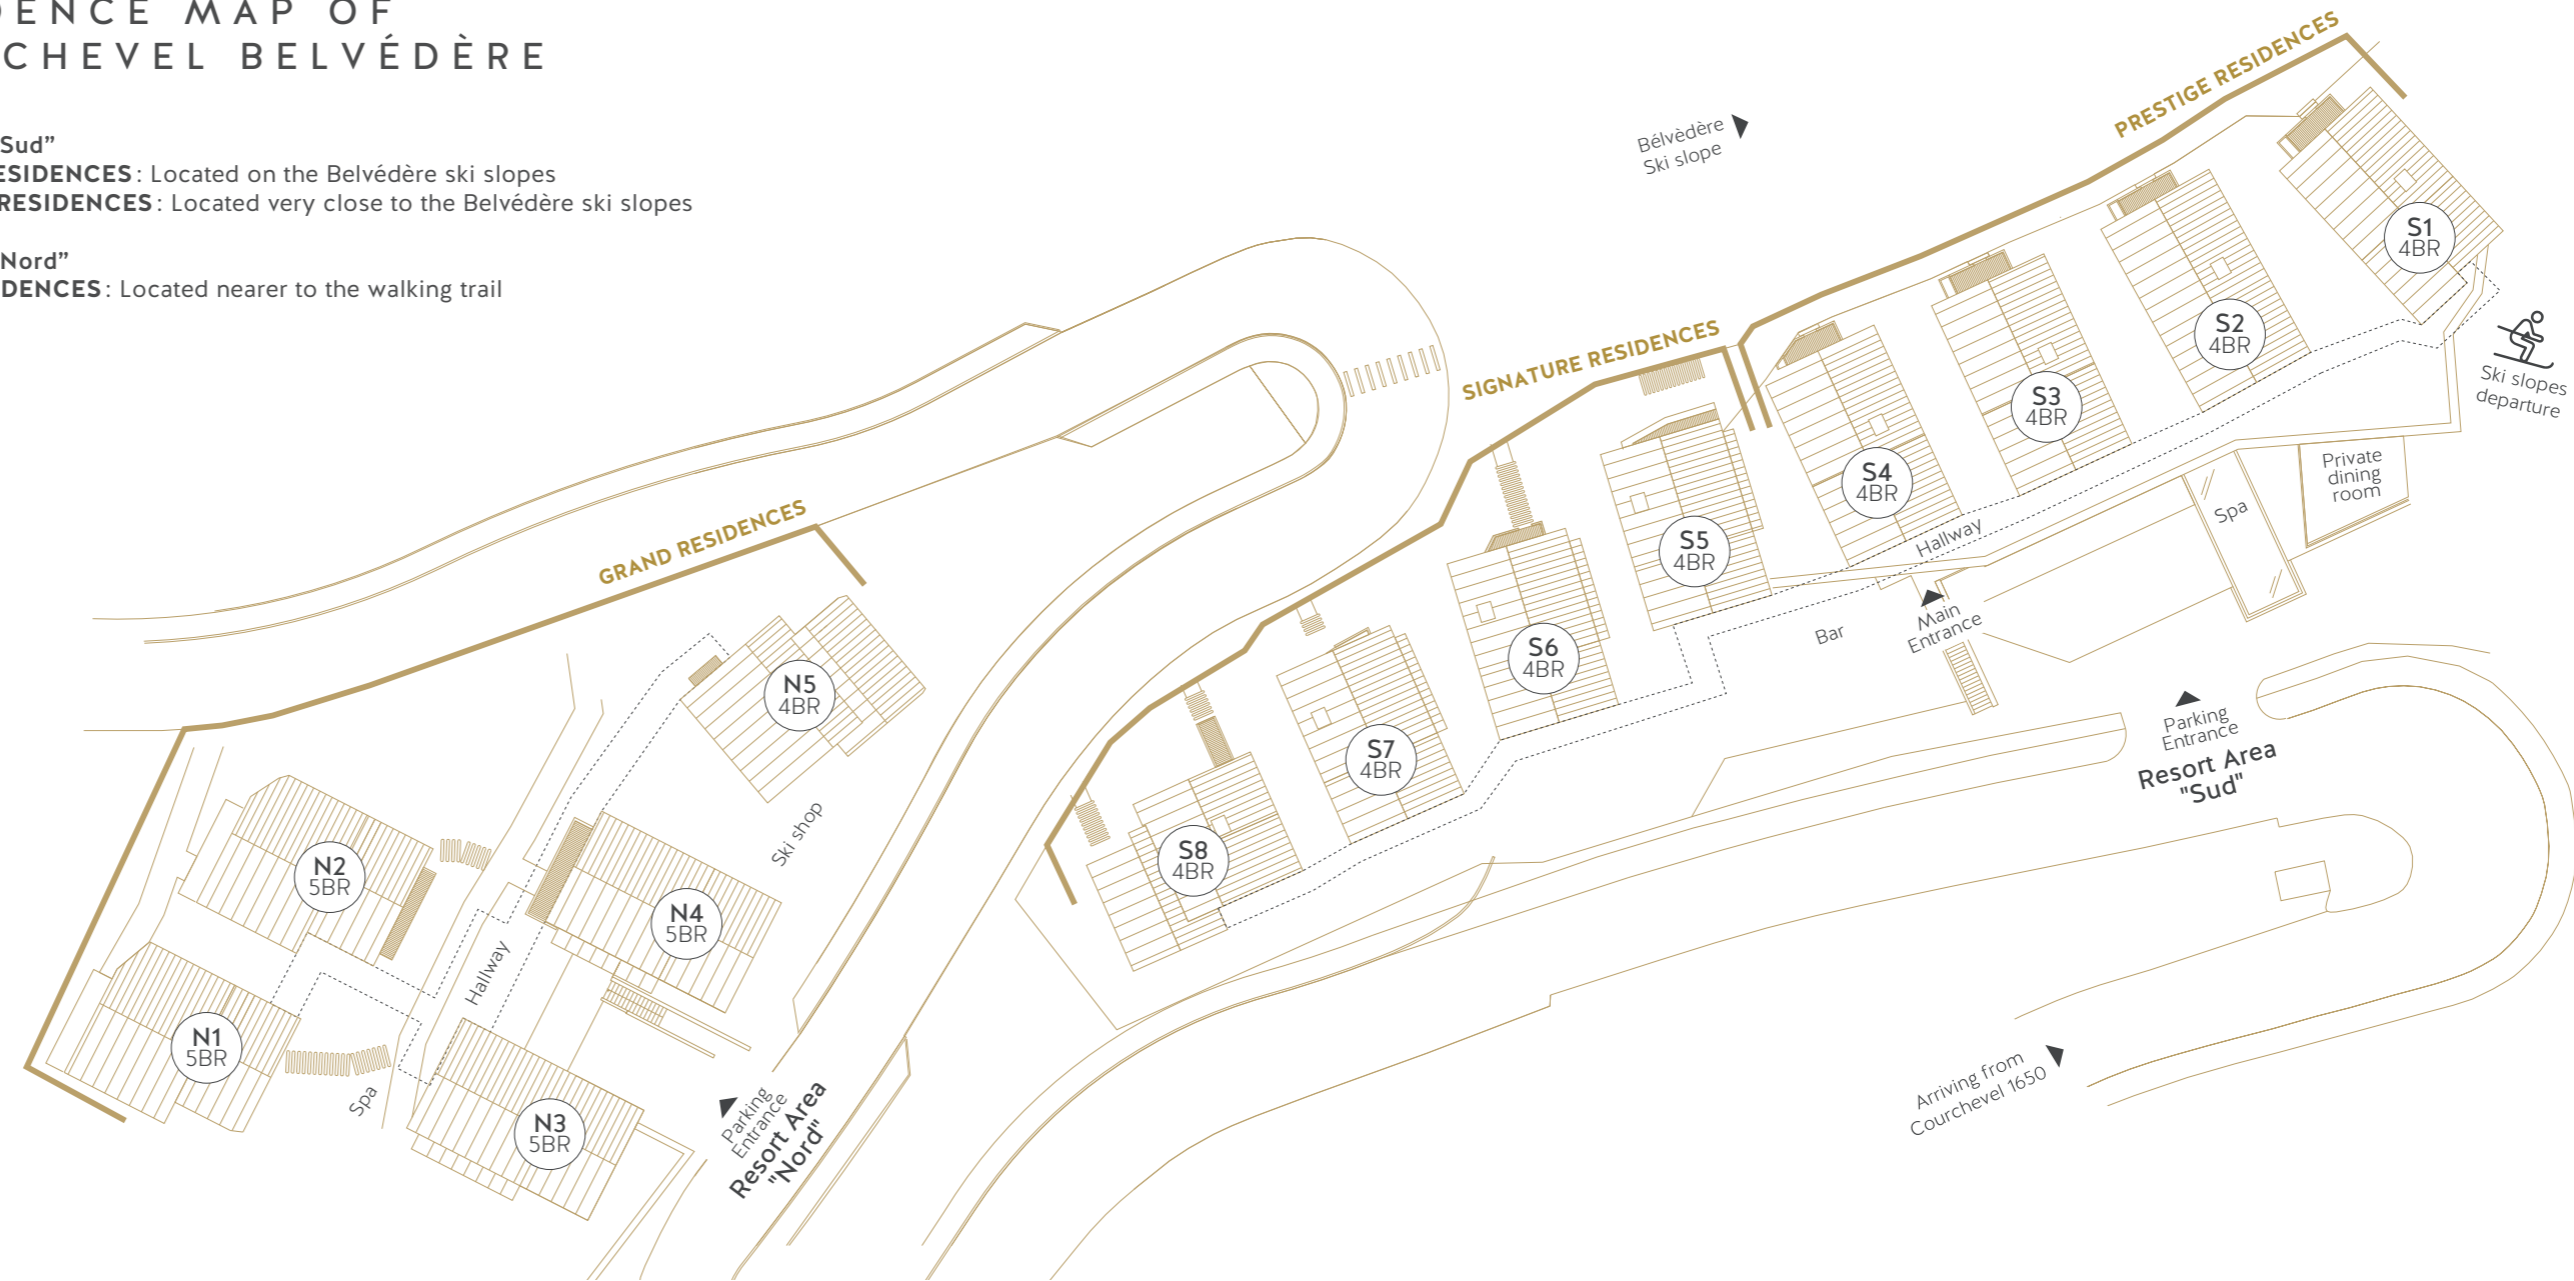 DENCE MAP OF
CHEVEL BELVÉDÈRE
Sud”
ESIDENCES: Located on the Belvédère ski slopes
RESIDENCES: Located very close to the Belvédère ski slopes
Nord”
DENCES: Located nearer to the walking trail
Bélvèdère
Ski slope
PRESTIGE RESIDENCES
SIGNATURE RESIDENCES
GRAND RESIDENCES
S1
4BR
S2
4BR
S3
4BR
S4
4BR
S5
4BR
S6
4BR
S7
4BR
S8
4BR
Ski slopes
departure
Private
dining
room
Spa
Hallway
Main
Entrance
Bar
Parking
Entrance
Resort Area
"Sud"
Arriving from
Courchevel 1650
N5
4BR
N2
5BR
N4
5BR
N1
5BR
N3
5BR
Ski shop
Hallway
Spa
Parking
Entrance
Resort Area
"Nord"